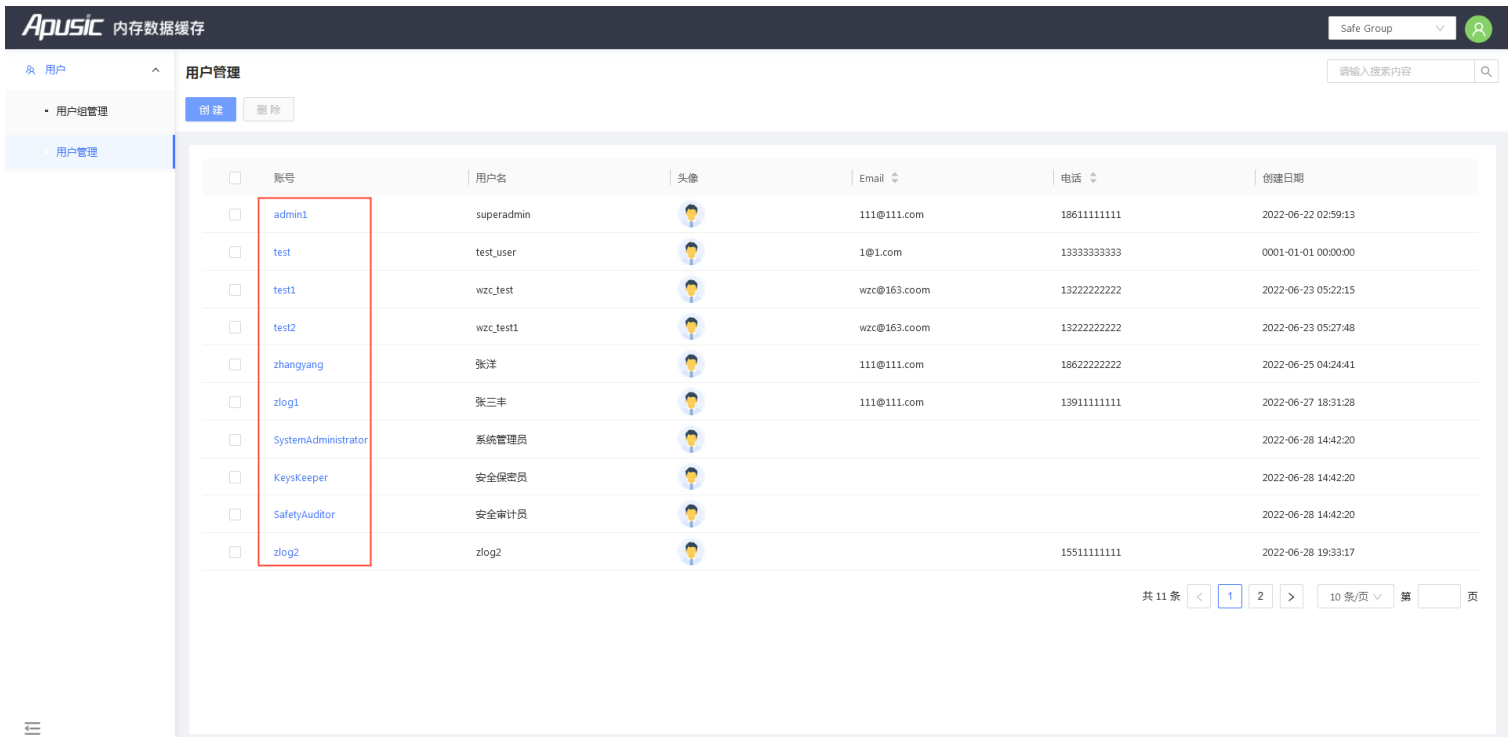 Apusic 内存数据缓存
Safe Group
用户
用户管理
请输入搜索内容
用户组管理
创 建
删 除
用户管理
账号 用户名 头像 Email 电话 创建日期
admin1 superadmin 111@111.com 18611111111 2022-06-22 02:59:13
test test_user 1@1.com 13333333333 0001-01-01 00:00:00
test1 wzc_test wzc@163.coom 13222222222 2022-06-23 05:22:15
test2 wzc_test1 wzc@163.coom 13222222222 2022-06-23 05:27:48
zhangyang 张洋 111@111.com 18622222222 2022-06-25 04:24:41
zlog1 张三丰 111@111.com 13911111111 2022-06-27 18:31:28
SystemAdministrator 系统管理员 2022-06-28 14:42:20
KeysKeeper 安全保密员 2022-06-28 14:42:20
SafetyAuditor 安全审计员 2022-06-28 14:42:20
zlog2 zlog2 15511111111 2022-06-28 19:33:17
共 11 条 < 1 2 > 10 条/页 第 页